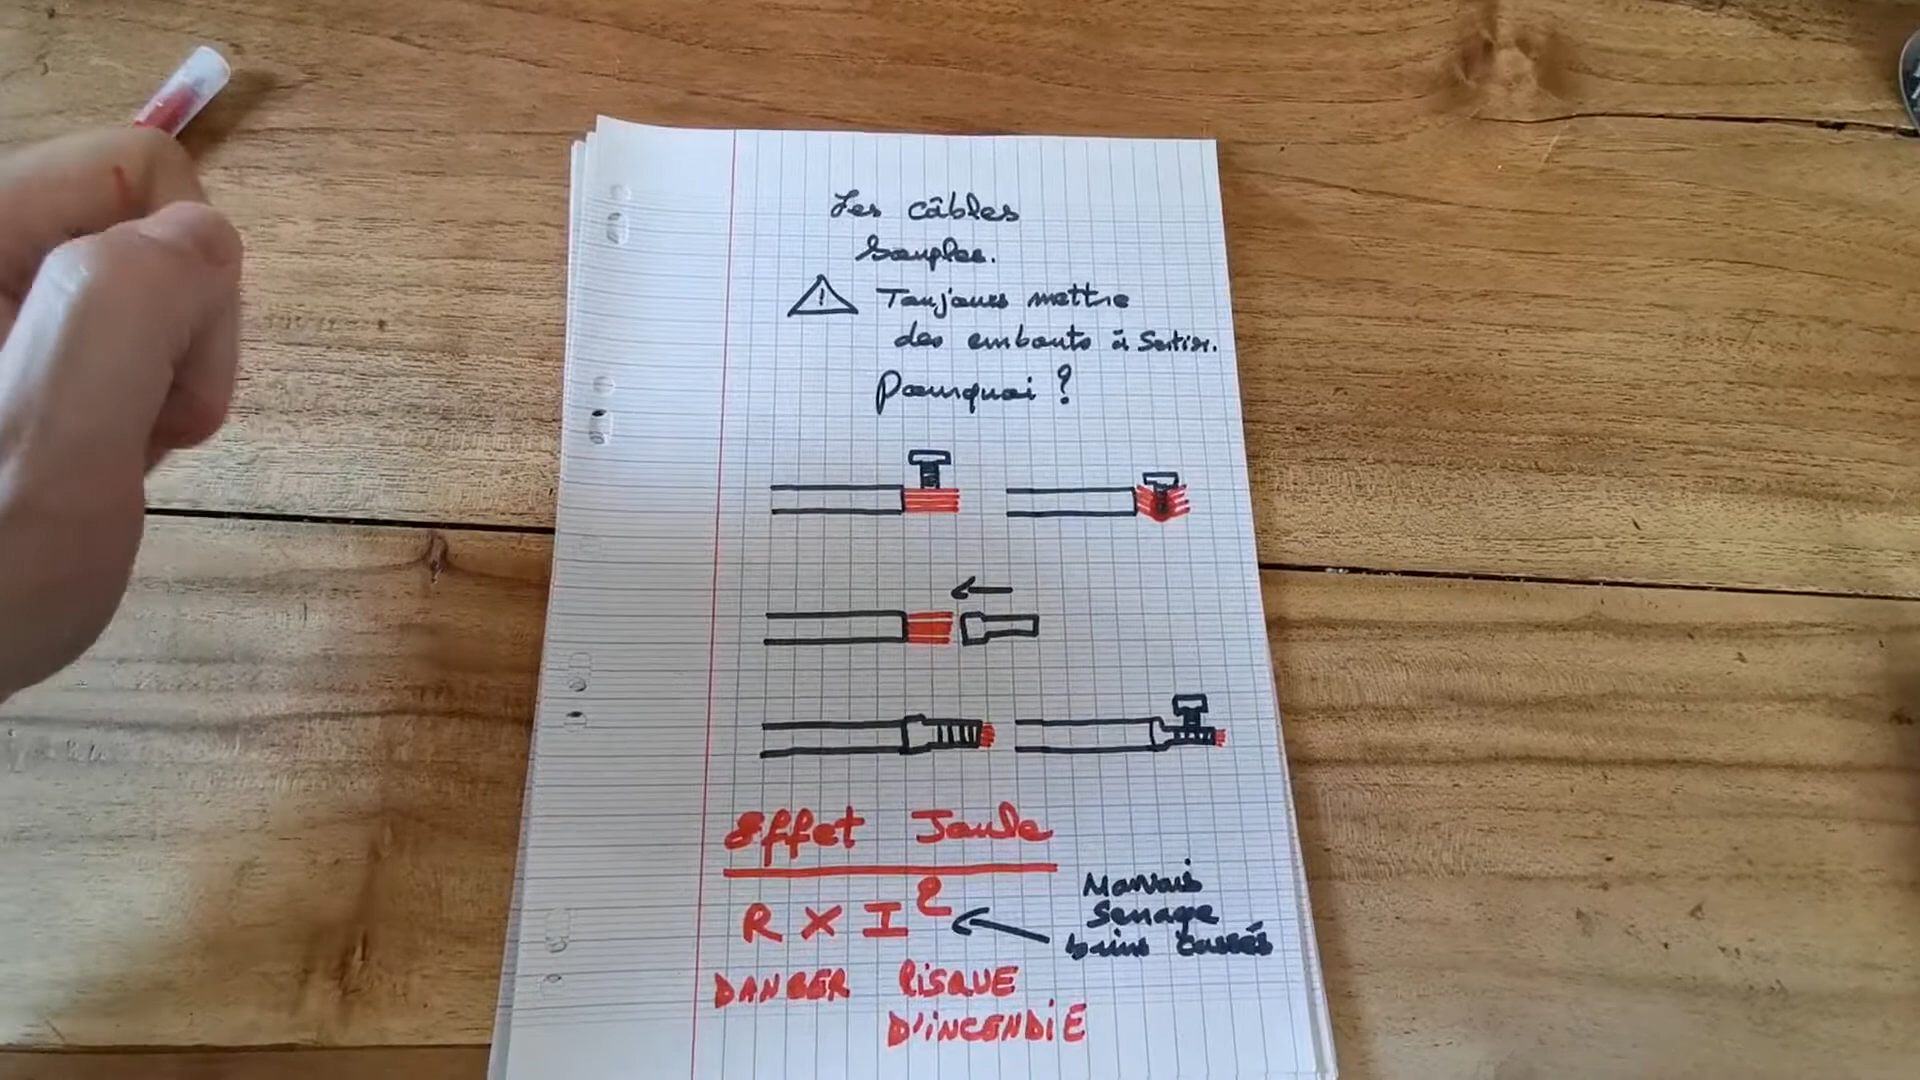 Les câbles
Souples.
! Toujours mettre
des embouts à Sertir.
Pourquoi ?
Effet Joule
R X I²
Mauvais
Serrage
brins cassés
DANGER RISQUE
D'iNCENDiE